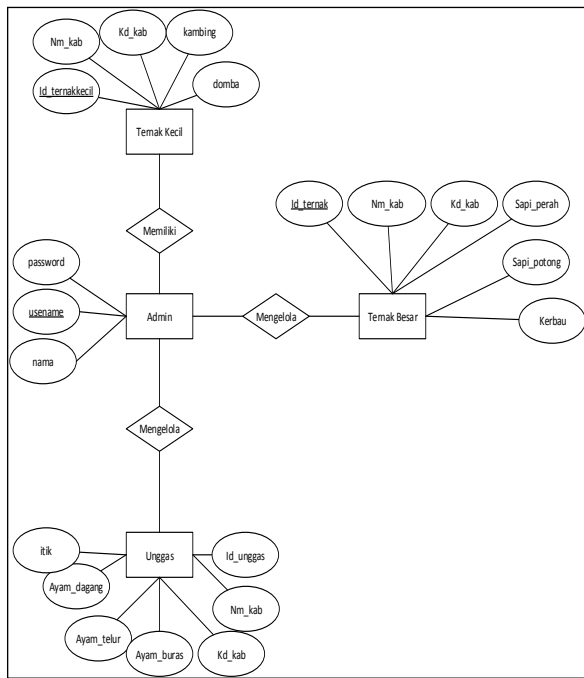 Kd_kab
kambing
Nm_kab
Id_ternakkecil
domba
Ternak Kecil
Id_ternak
Nm_kab
Kd_kab
Sapi_perah
Memiliki
Sapi_potong
password
usename
Admin
Mengelola
Ternak Besar
Kerbau
nama
Mengelola
itik
Unggas
Id_unggas
Ayam_dagang
Nm_kab
Ayam_telur
Ayam_buras
Kd_kab